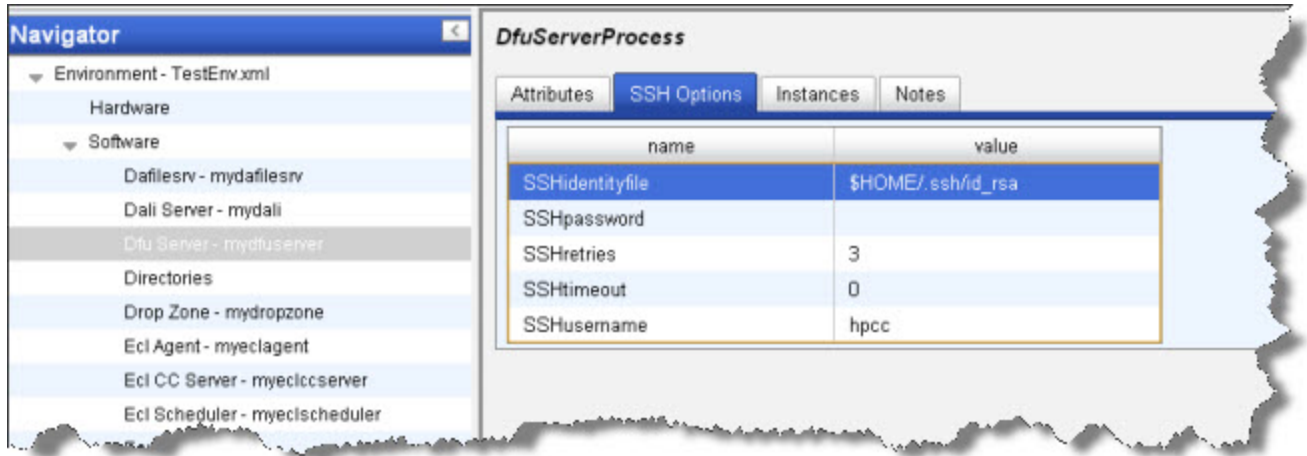 Navigator
Environment - TestEnv.xml
Hardware
Software
Dafilesrv - mydafilesrv
Dali Server - mydali
Dfu Server - mydfuserver
Directories
Drop Zone - mydropzone
Ecl Agent - myeclagent
Ecl CC Server - myeclccserver
Ecl Scheduler - myeclscheduler
DfuServerProcess
Attributes SSH Options Instances Notes
name value
SSHidentityfile $HOME/.ssh/id_rsa
SSHpassword
SSHretries 3
SSHtimeout 0
SSHusername hpcc